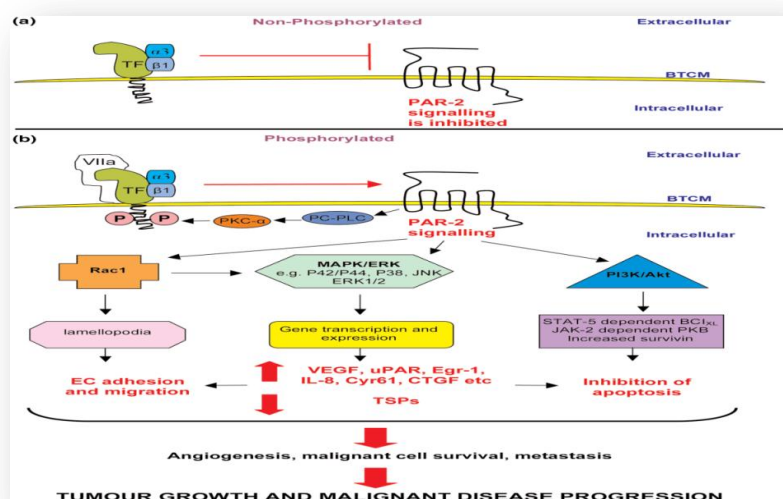 (a)
Non-Phosphorylated
Extracellular
TF
α3
β1
BTCM
PAR-2
signalling
is inhibited
Intracellular
(b)
Phosphorylated
Extracellular
VIIa
TF
α3
β1
BTCM
P
P
PKC-α
PC-PLC
PAR-2
signalling
Intracellular
Rac1
MAPK/ERK
e.g. P42/P44, P38, JNK
ERK1/2
PI3K/Akt
lamellopodia
Gene transcription and
expression
STAT-5 dependent BCIXL
JAK-2 dependent PKB
Increased survivin
EC adhesion
and migration
VEGF, uPAR, Egr-1,
IL-8, Cyr61, CTGF etc
TSPs
Inhibition of
apoptosis
Angiogenesis, malignant cell survival, metastasis
TUMOUR GROWTH AND MALIGNANT DISEASE PROGRESSION